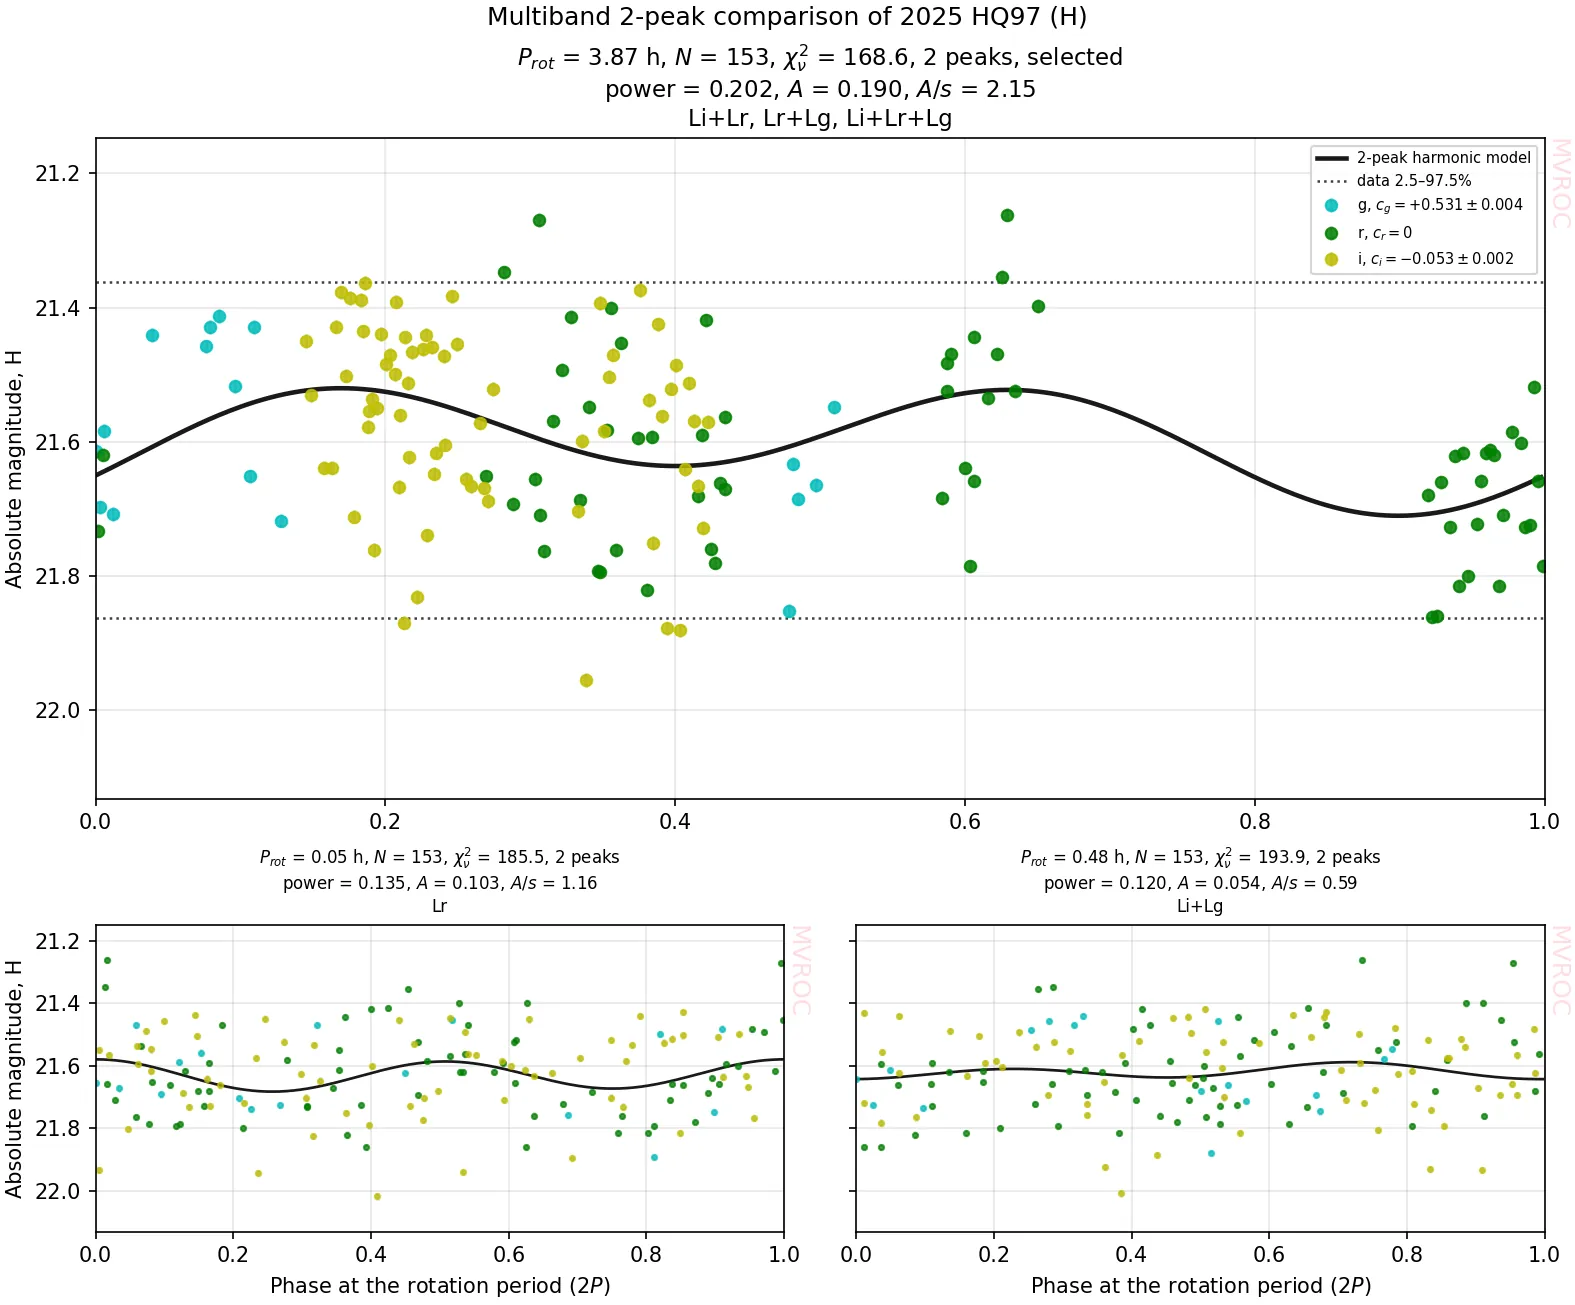 Multiband 2-peak comparison of 2025 HQ97 (H)
P_rot = 3.87 h, N = 153, χ²_ν = 168.6, 2 peaks, selected
power = 0.202, A = 0.190, A/s = 2.15
Li+Lr, Lr+Lg, Li+Lr+Lg
2-peak harmonic model
data 2.5–97.5%
g, c_g = +0.531 ± 0.004
r, c_r = 0
i, c_i = −0.053 ± 0.002
MVROC
Absolute magnitude, H
21.2
21.4
21.6
21.8
22.0
0.0 0.2 0.4 0.6 0.8 1.0
P_rot = 0.05 h, N = 153, χ²_ν = 185.5, 2 peaks
power = 0.135, A = 0.103, A/s = 1.16
Lr
MVROC
Absolute magnitude, H
21.2
21.4
21.6
21.8
22.0
0.0 0.2 0.4 0.6 0.8 1.0
Phase at the rotation period (2P)
P_rot = 0.48 h, N = 153, χ²_ν = 193.9, 2 peaks
power = 0.120, A = 0.054, A/s = 0.59
Li+Lg
MVROC
0.0 0.2 0.4 0.6 0.8 1.0
Phase at the rotation period (2P)